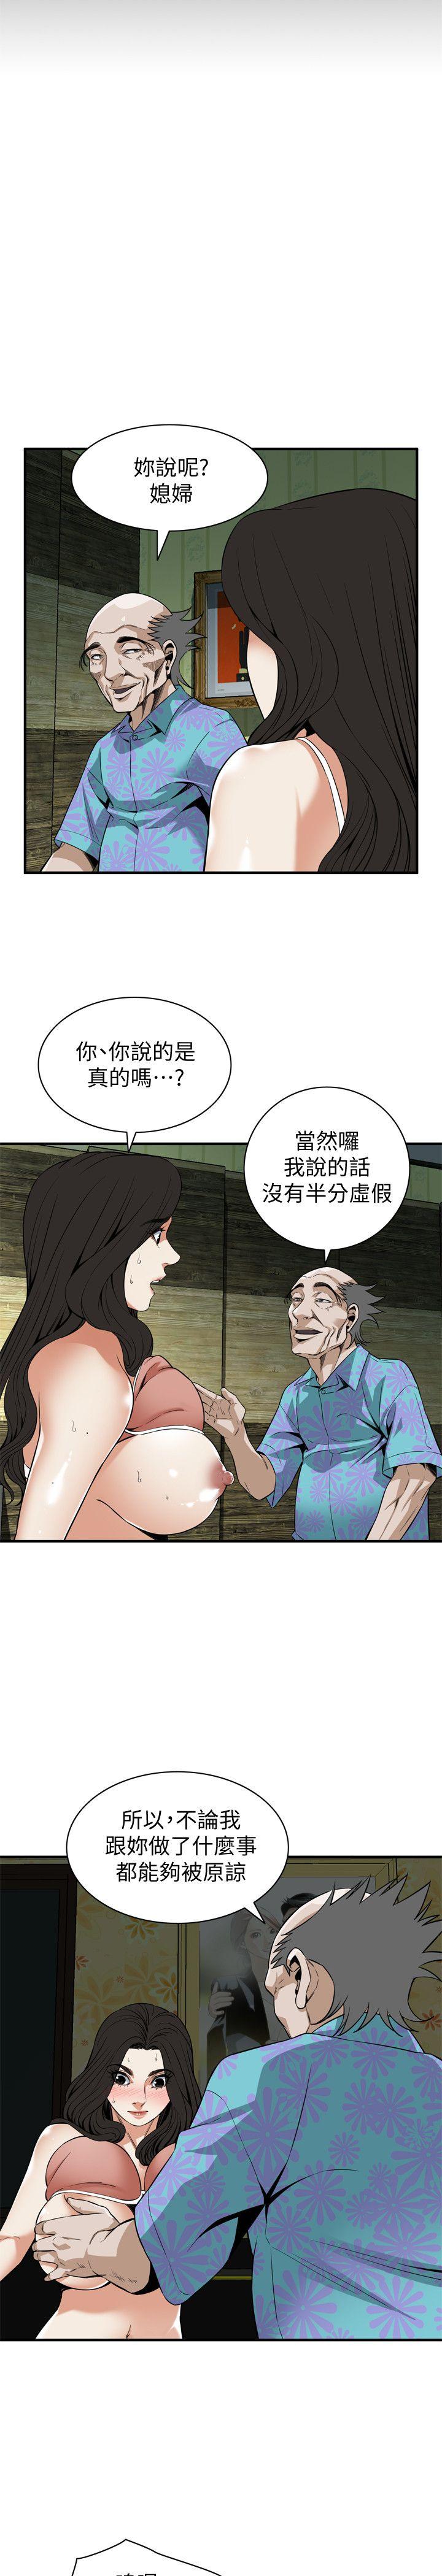 妳說呢?
媳婦
你、你說的是
真的嗎…?
當然囉
我說的話
沒有半分虛假
所以,不論我
跟妳做了什麼事
都能夠被原諒